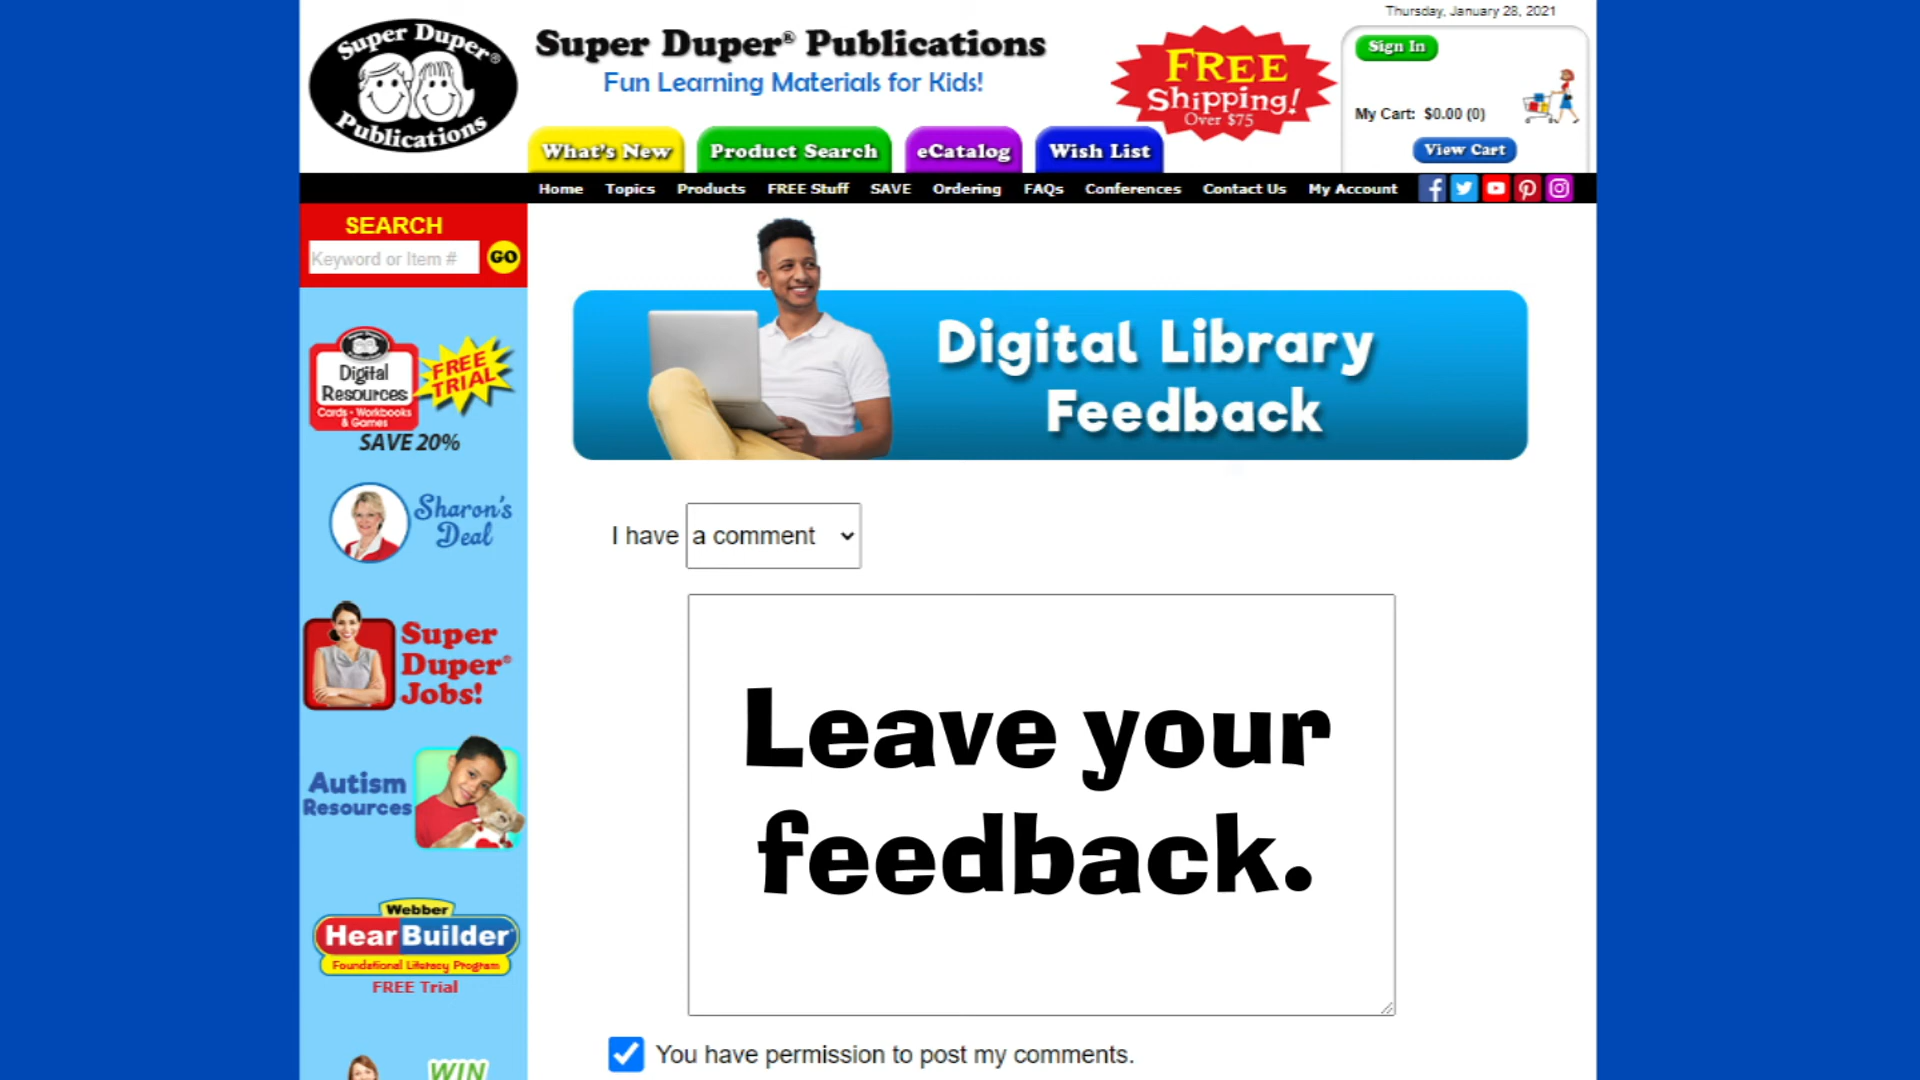 Thursday, January 28, 2021
Super Duper®
Publications
Super Duper® Publications
Fun Learning Materials for Kids!
FREE
Shipping!
Over $75
Sign In
My Cart: $0.00 (0)
View Cart
What's New
Product Search
eCatalog
Wish List
Home Topics Products FREE Stuff SAVE Ordering FAQs Conferences Contact Us My Account
SEARCH
Keyword or Item #
GO
Digital
Resources
Cards - Workbooks
& Games
FREE
TRIAL
SAVE 20%
Sharon's
Deal
Super
Duper®
Jobs!
Autism
Resources
Webber
HearBuilder
Foundational Literacy Program
FREE Trial
WIN
Digital Library
Feedback
I have a comment
Leave your
feedback.
You have permission to post my comments.